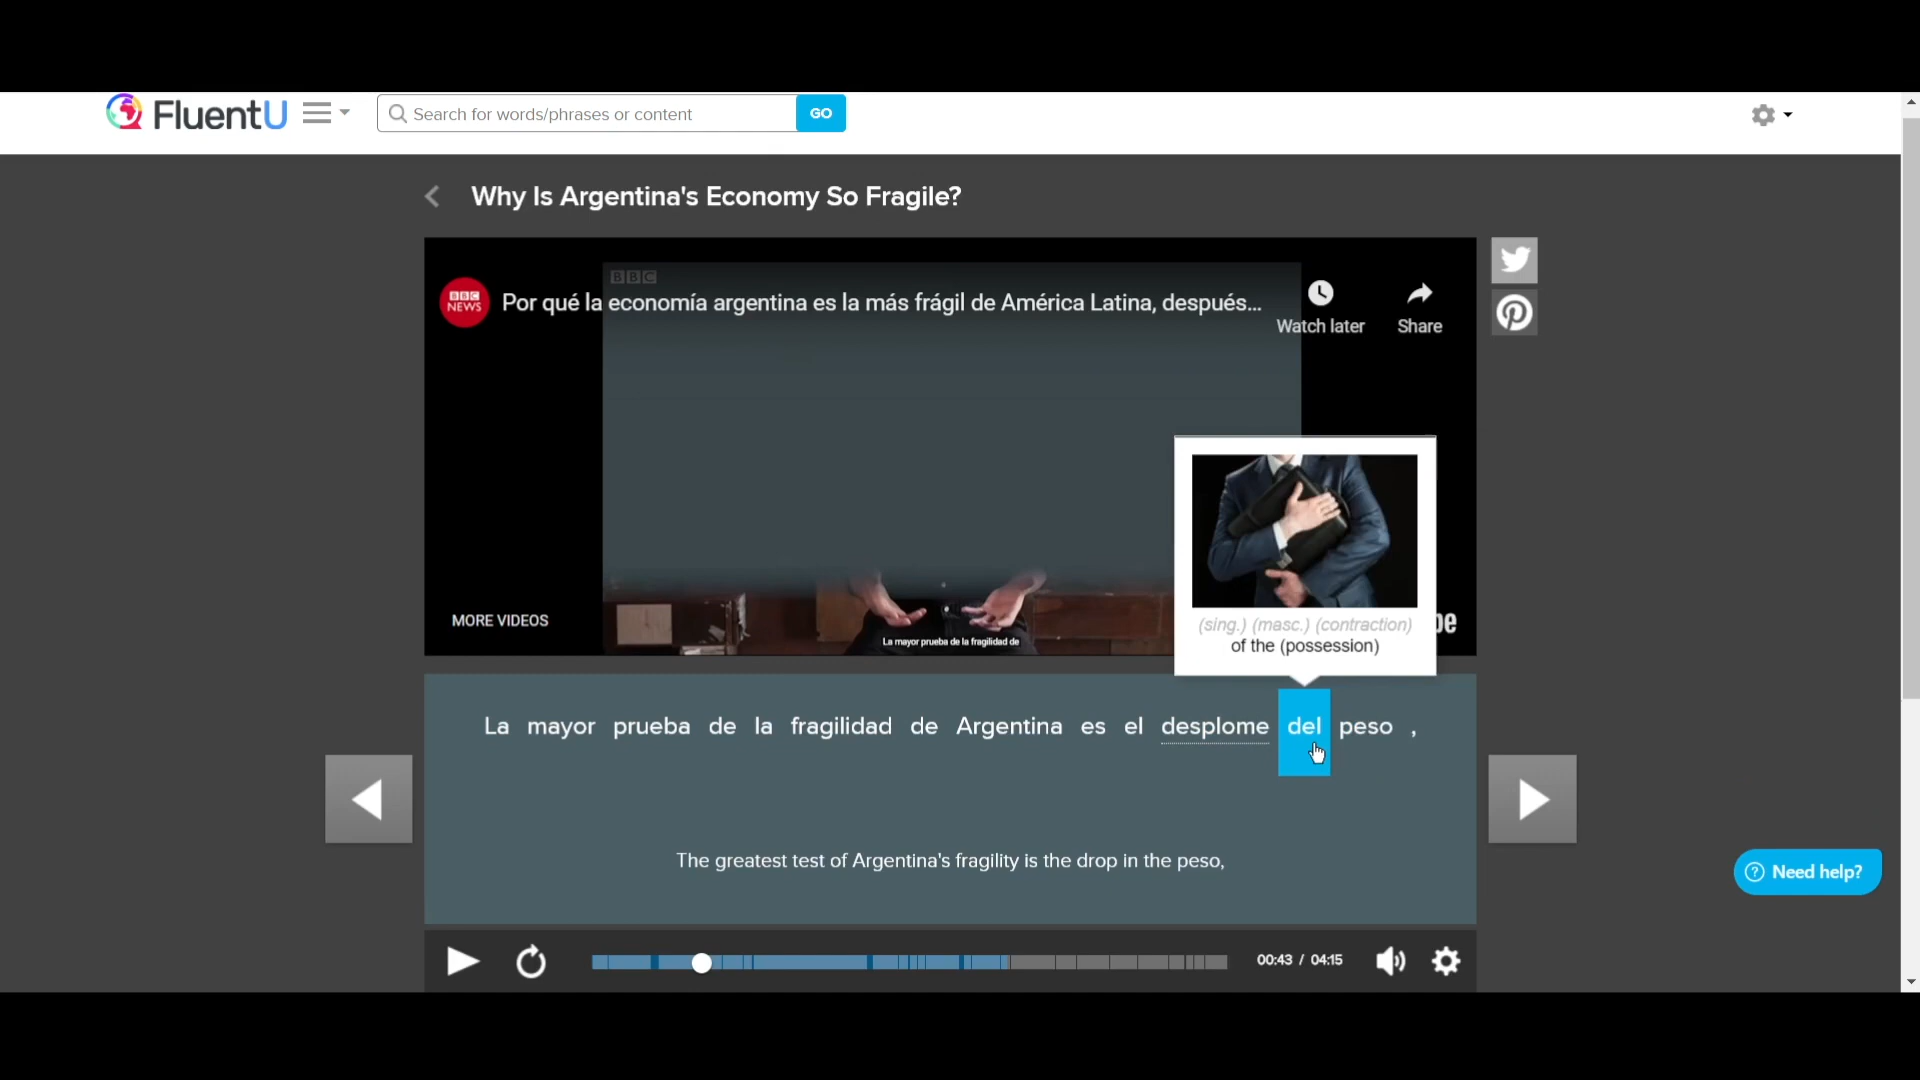 FluentU
Search for words/phrases or content
GO
Why Is Argentina's Economy So Fragile?
BBC
BBC
NEWS
Por qué la economía argentina es la más frágil de América Latina, después...
Watch later
Share
MORE VIDEOS
La mayor prueba de la fragilidad de
(sing.) (masc.) (contraction)
of the (possession)
be
La mayor prueba de la fragilidad de Argentina es el desplome del peso ,
The greatest test of Argentina's fragility is the drop in the peso,
? Need help?
00:43 / 04:15